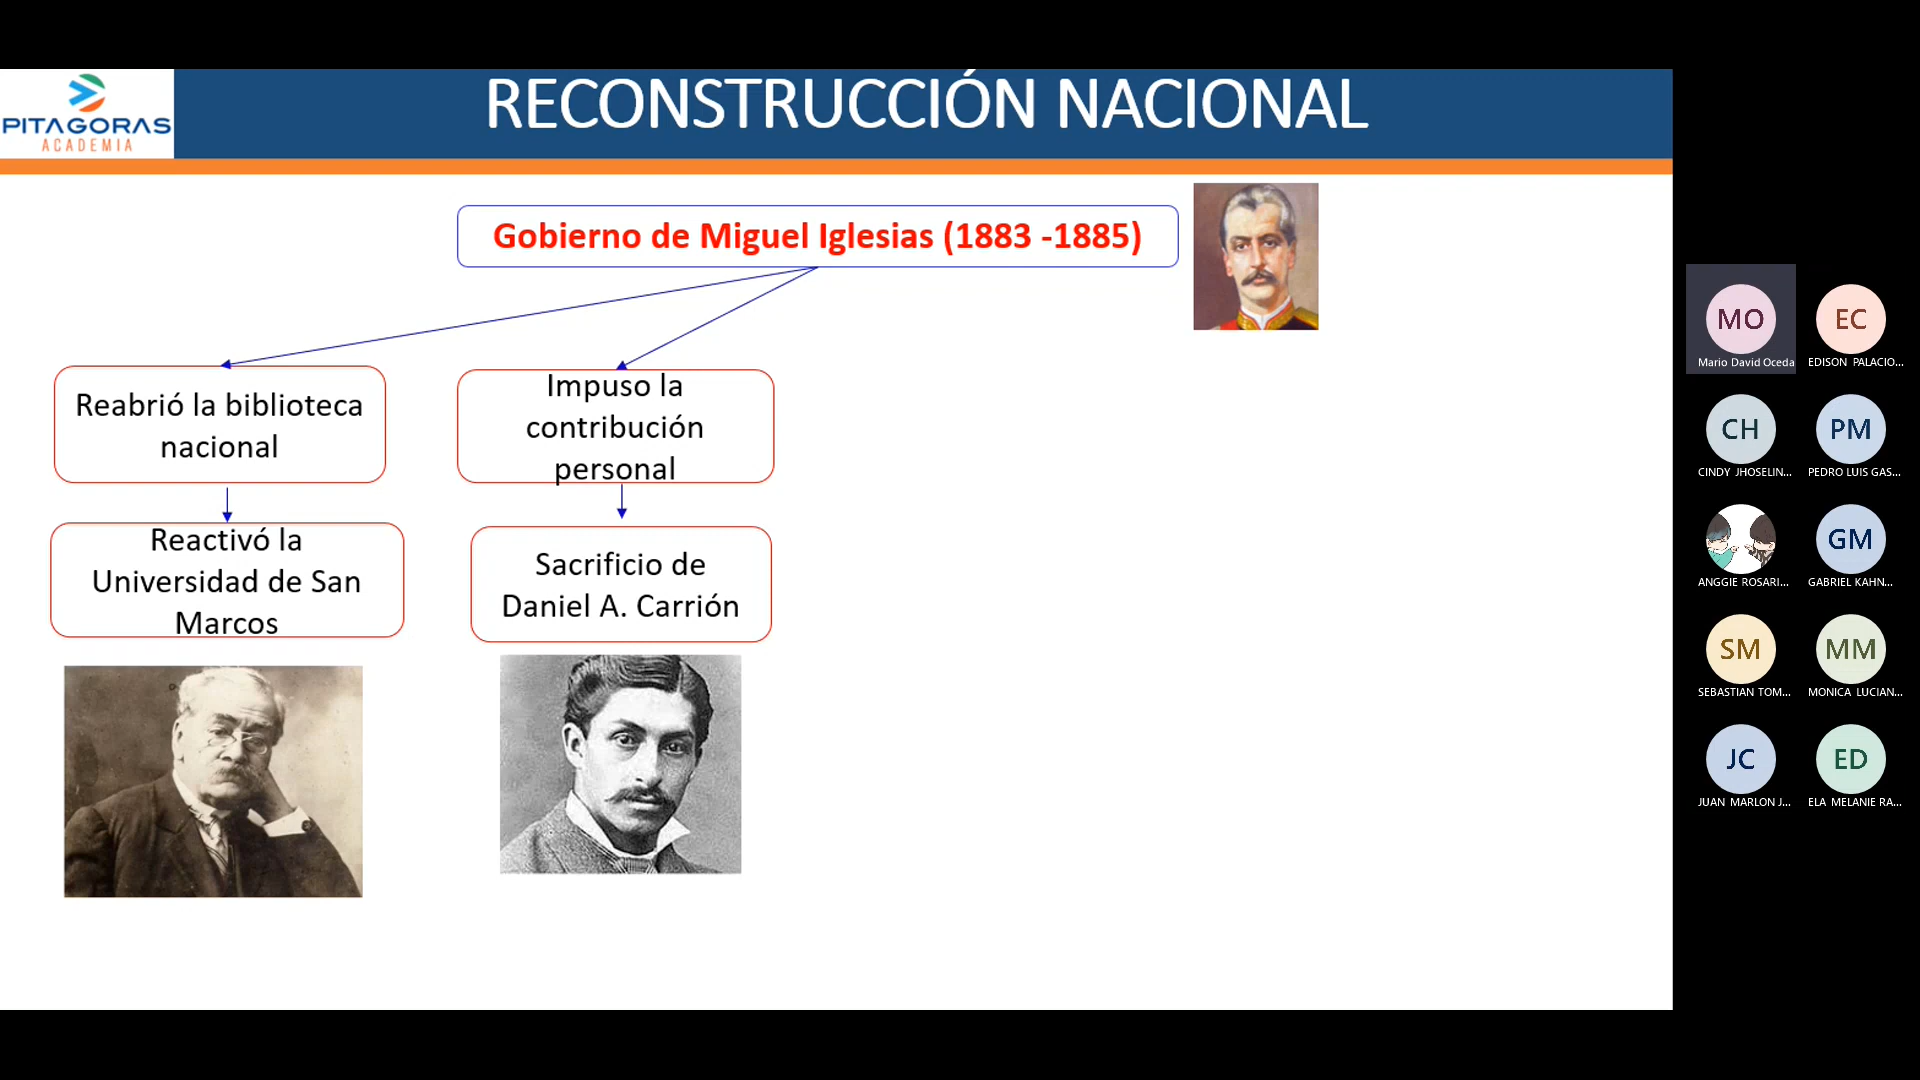 PITAGORAS
ACADEMIA
RECONSTRUCCIÓN NACIONAL
Gobierno de Miguel Iglesias (1883 -1885)
Reabrió la biblioteca
nacional
Impuso la
contribución
personal
Reactivó la
Universidad de San
Marcos
Sacrificio de
Daniel A. Carrión
MO
Mario David Oceda
EC
EDISON PALACIO...
CH
CINDY JHOSELIN...
PM
PEDRO LUIS GAS...
ANGGIE ROSARI...
GM
GABRIEL KAHN...
SM
SEBASTIAN TOM...
MM
MONICA LUCIAN...
JC
JUAN MARLON J...
ED
ELA MELANIE RA...